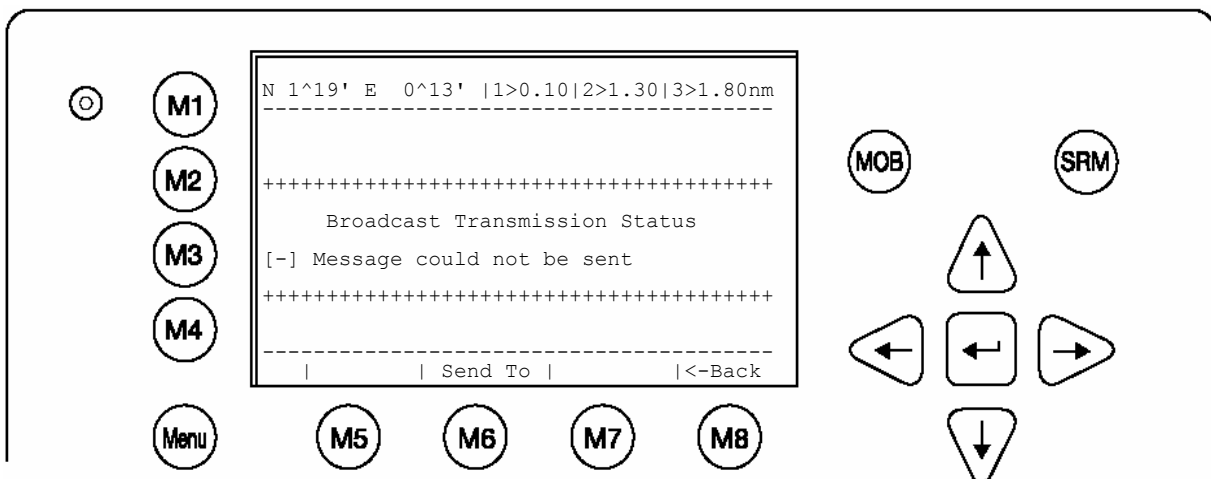 N 1^19' E  0^13' |1>0.10|2>1.30|3>1.80nm
----------------------------------------
++++++++++++++++++++++++++++++++++++++++++
Broadcast Transmission Status
[-] Message could not be sent
++++++++++++++++++++++++++++++++++++++++++
----------------------------------------
| | Send To | |<-Back
M1
M2
M3
M4
Menu
M5
M6
M7
M8
MOB
SRM